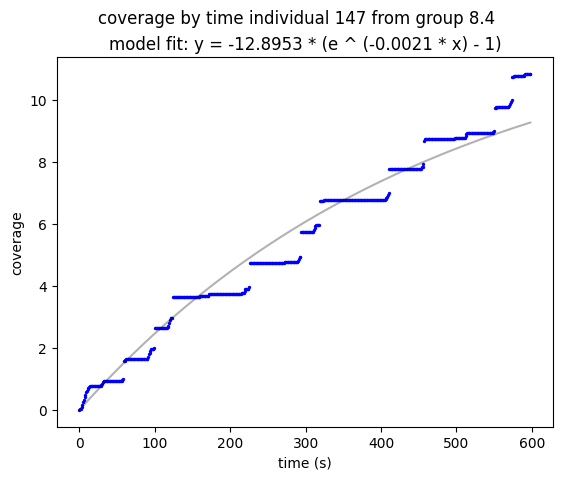 coverage by time individual 147 from group 8.4
model fit: y = -12.8953 * (e ^ (-0.0021 * x) - 1)
10
8
6
4
2
0
coverage
0 100 200 300 400 500 600
time (s)